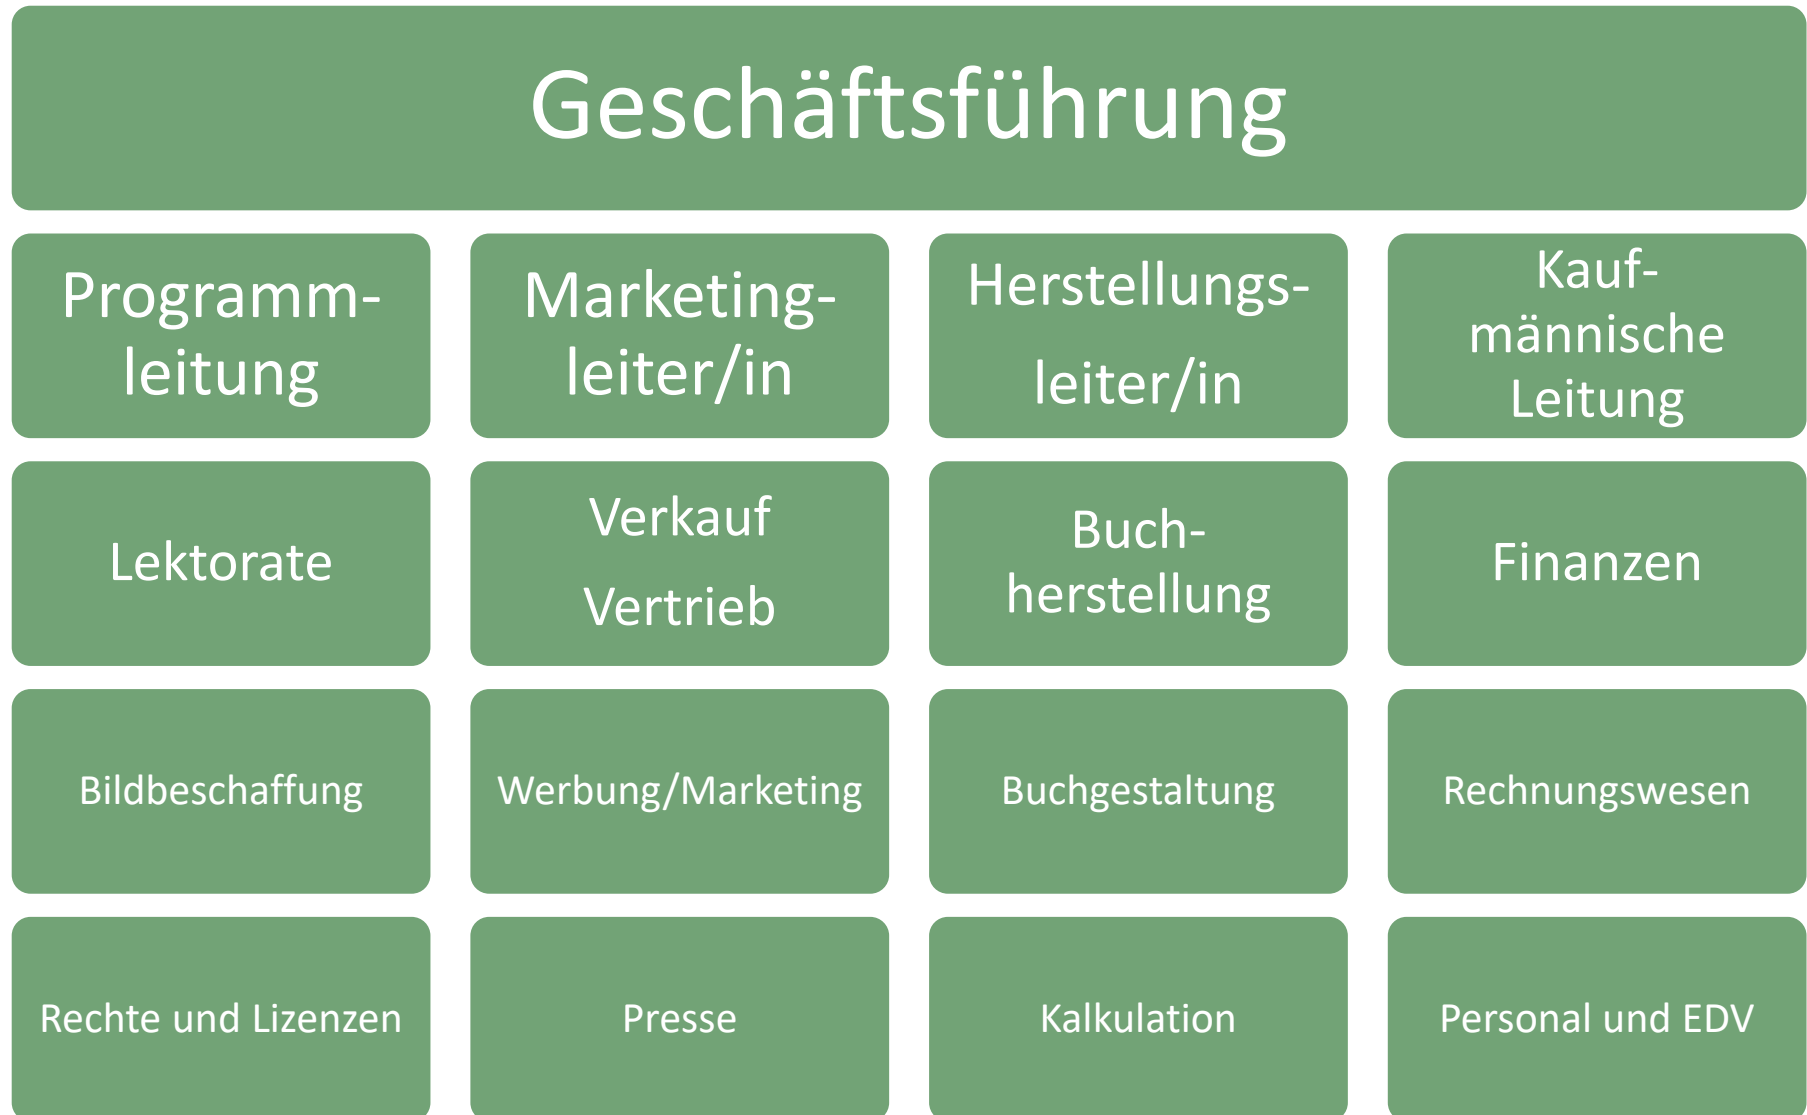 Geschäftsführung
Programm-
leitung
Marketing-
leiter/in
Herstellungs-
leiter/in
Kauf-
männische
Leitung
Lektorate
Verkauf
Vertrieb
Buch-
herstellung
Finanzen
Bildbeschaffung
Werbung/Marketing
Buchgestaltung
Rechnungswesen
Rechte und Lizenzen
Presse
Kalkulation
Personal und EDV